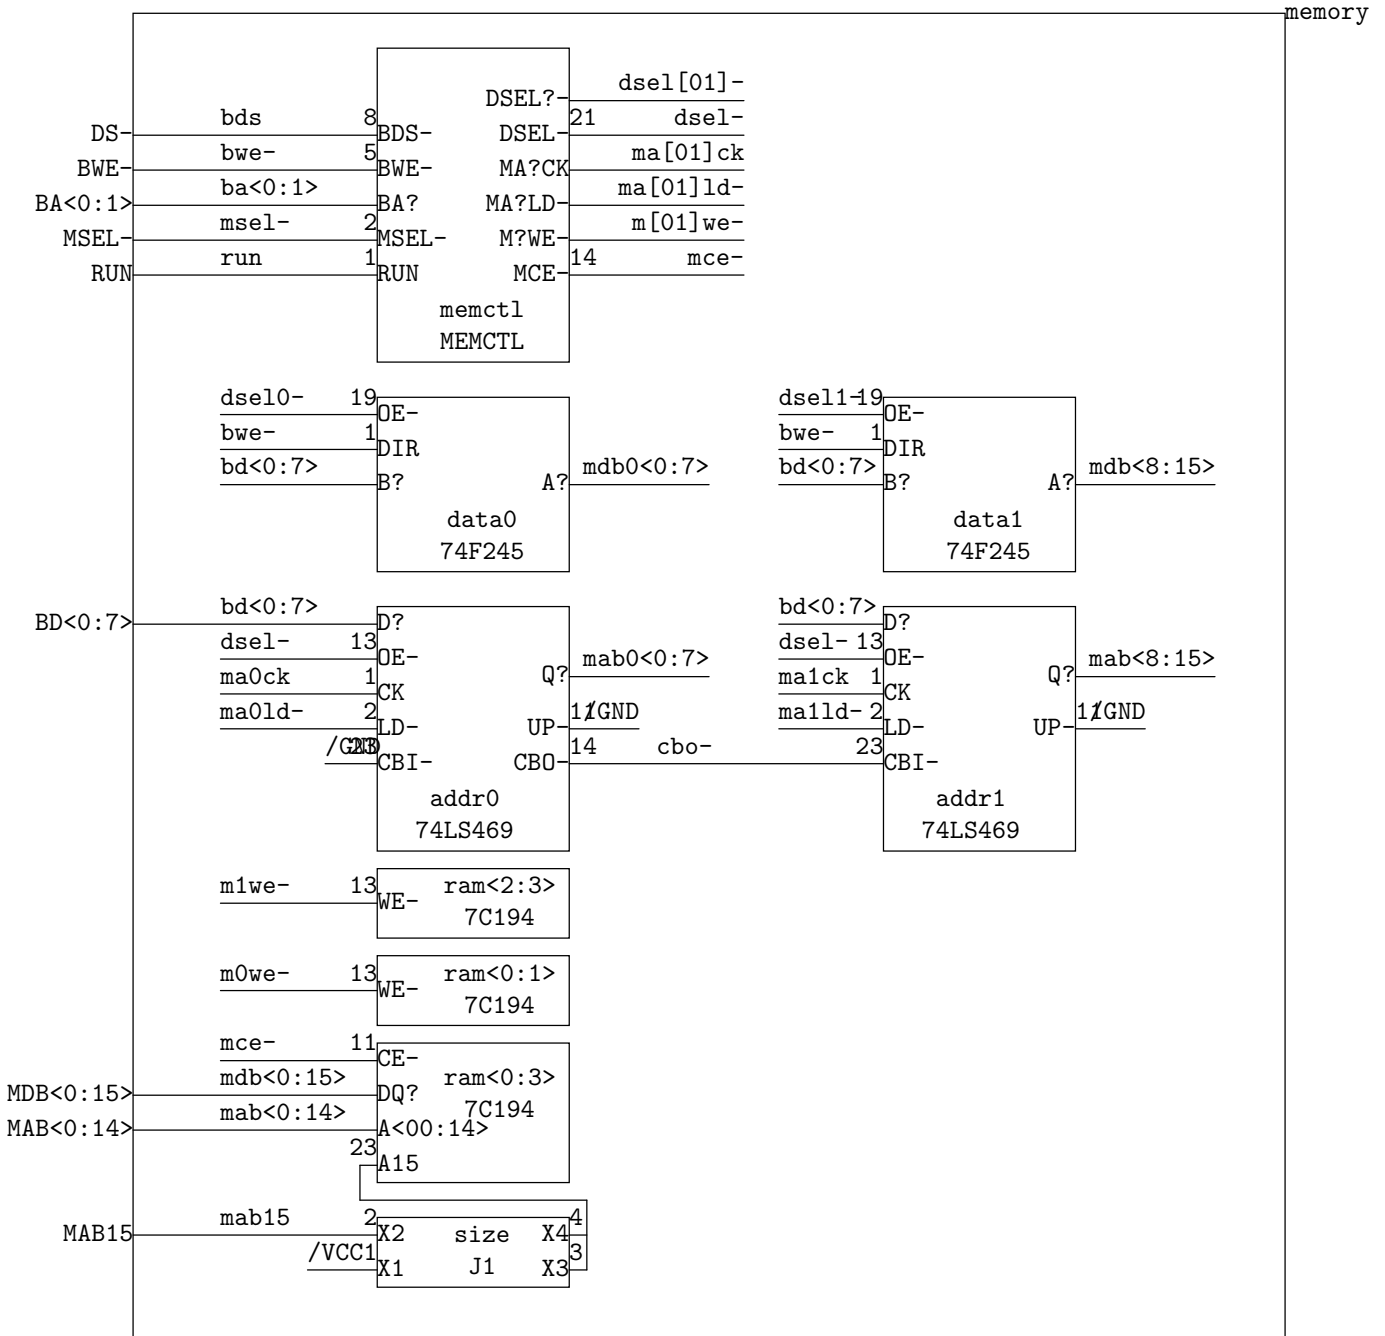 memory
dsel[01]-
DSEL?-
bds 8 21 dsel-
DS- BDS- DSEL-
bwe- 5 ma[01]ck
BWE- BWE- MA?CK
ba<0:1> ma[01]ld-
BA<0:1> BA? MA?LD-
msel- 2 m[01]we-
MSEL- MSEL- M?WE-
run 1 14 mce-
RUN RUN MCE-
memctl
MEMCTL
dsel0- 19 dsel1- 19
OE- OE-
bwe- 1 bwe- 1
DIR DIR
bd<0:7> mdb0<0:7> bd<0:7> mdb<8:15>
B? A? B? A?
data0 data1
74F245 74F245
bd<0:7> bd<0:7>
BD<0:7> D? D?
dsel- 13 dsel- 13
OE- OE-
ma0ck 1 mab0<0:7> ma1ck 1 mab<8:15>
CK Q? CK Q?
ma0ld- 2 11 /GND ma1ld- 2 11 /GND
LD- UP- LD- UP-
/GND 23 14 cbo- 23
CBI- CBO- CBI-
addr0 addr1
74LS469 74LS469
m1we- 13 ram<2:3>
WE- 7C194
m0we- 13 ram<0:1>
WE- 7C194
mce- 11
CE-
mdb<0:15> ram<0:3>
MDB<0:15> DQ?
mab<0:14> 7C194
MAB<0:14> A<00:14>
23
A15
mab15 2 size 4
MAB15 X2 X4
/VCC1 J1 3
X1 X3